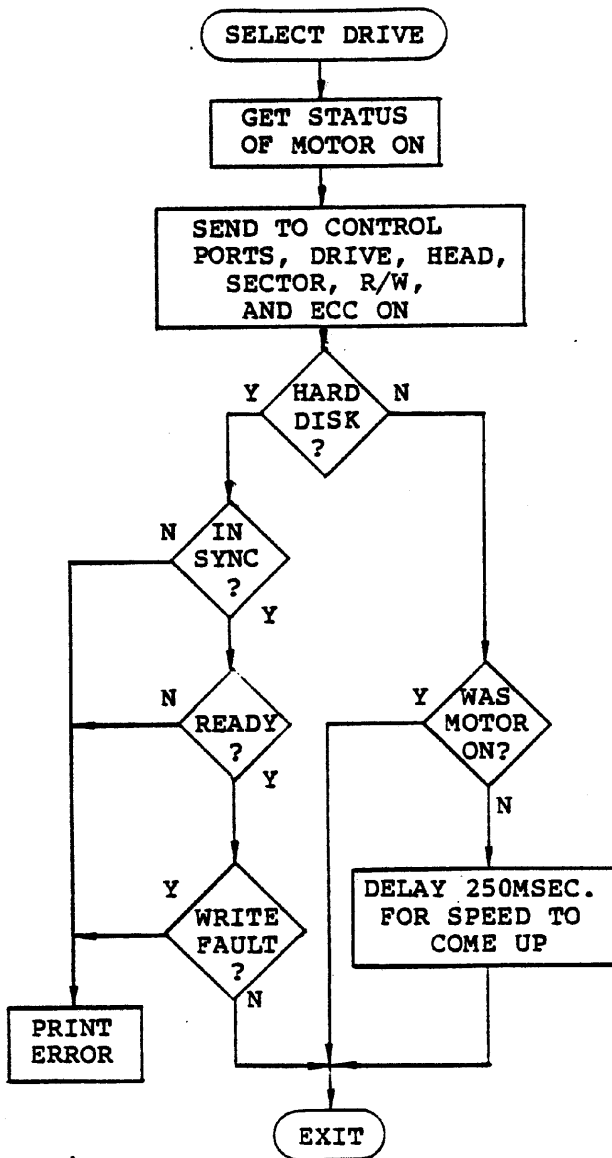 SELECT DRIVE
GET STATUS
OF MOTOR ON
SEND TO CONTROL
PORTS, DRIVE, HEAD,
SECTOR, R/W,
AND ECC ON
Y
HARD
DISK
?
N
N
IN
SYNC
?
Y
N
READY
?
Y
Y
WAS
MOTOR
ON?
N
Y
WRITE
FAULT
?
N
DELAY 250MSEC.
FOR SPEED TO
COME UP
PRINT
ERROR
EXIT